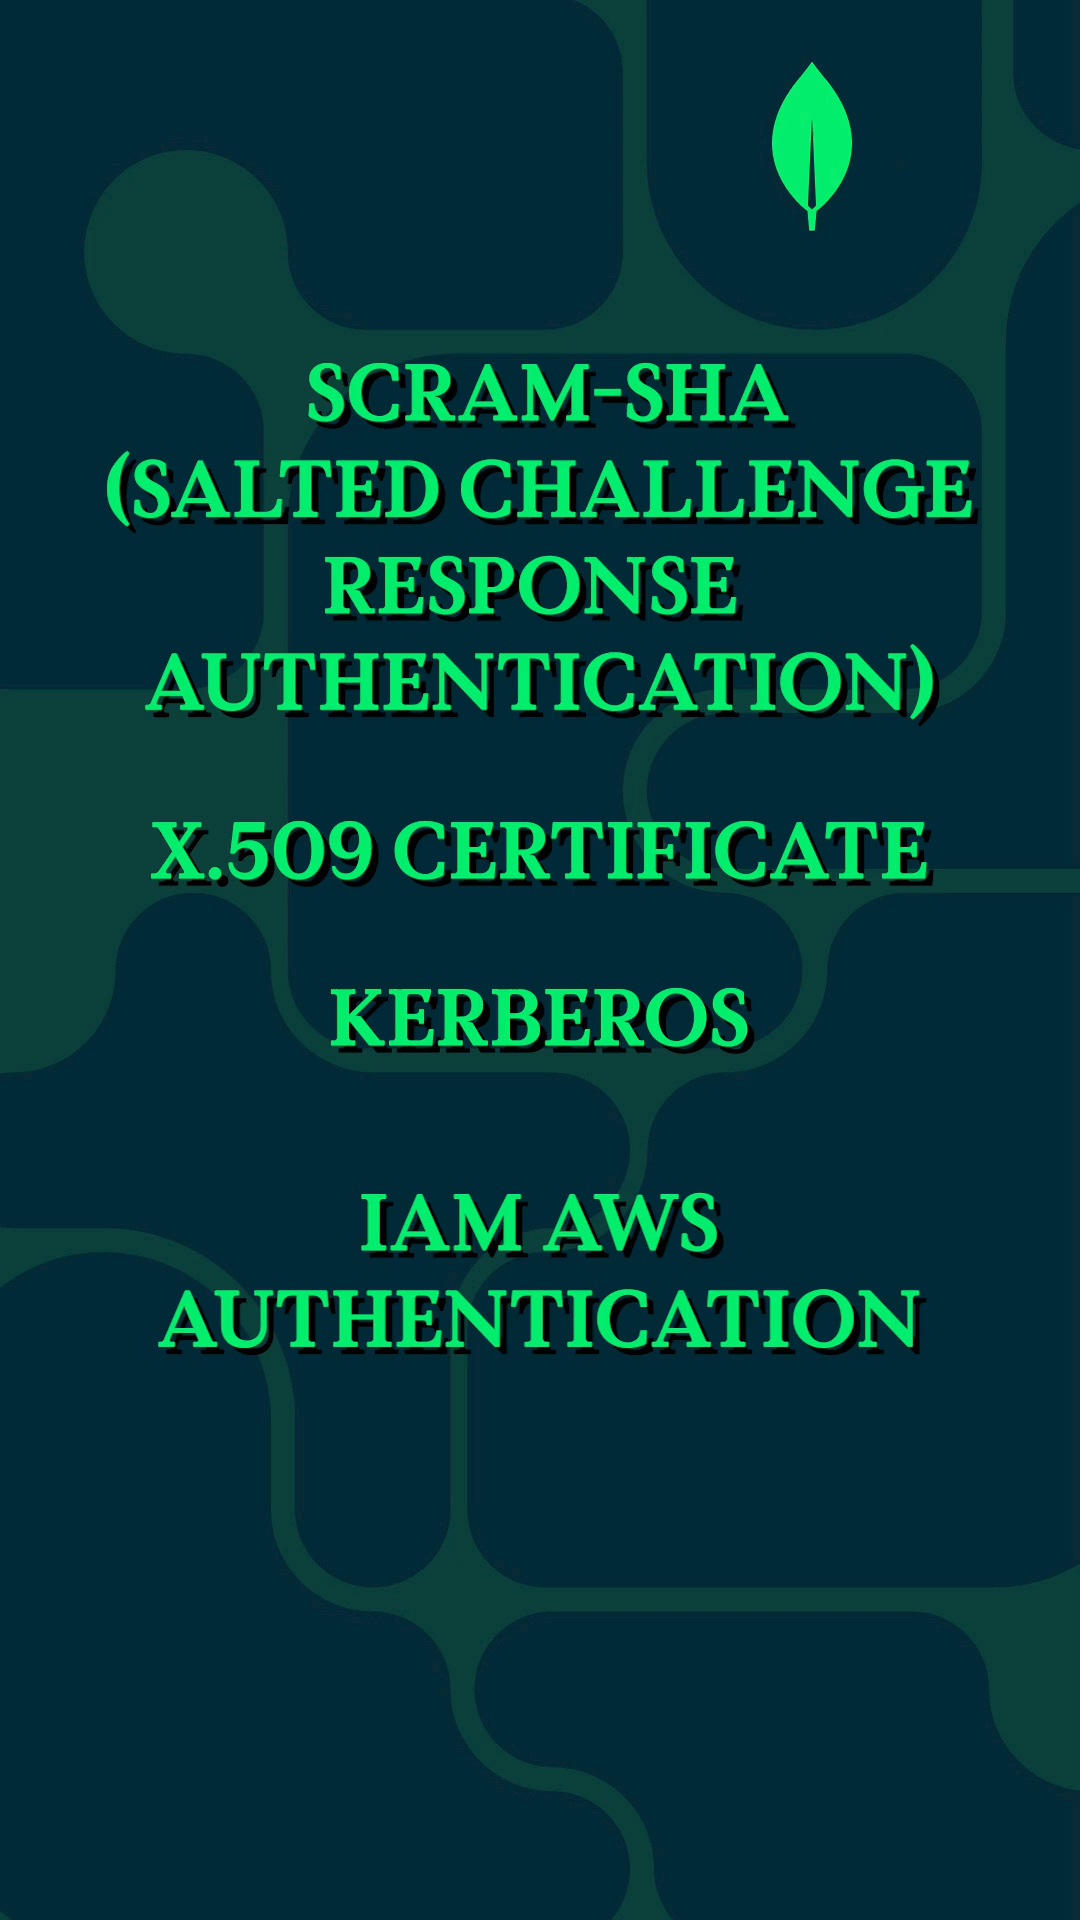 SCRAM-SHA
(SALTED CHALLENGE
RESPONSE
AUTHENTICATION)
X.509 CERTIFICATE
KERBEROS
IAM AWS
AUTHENTICATION